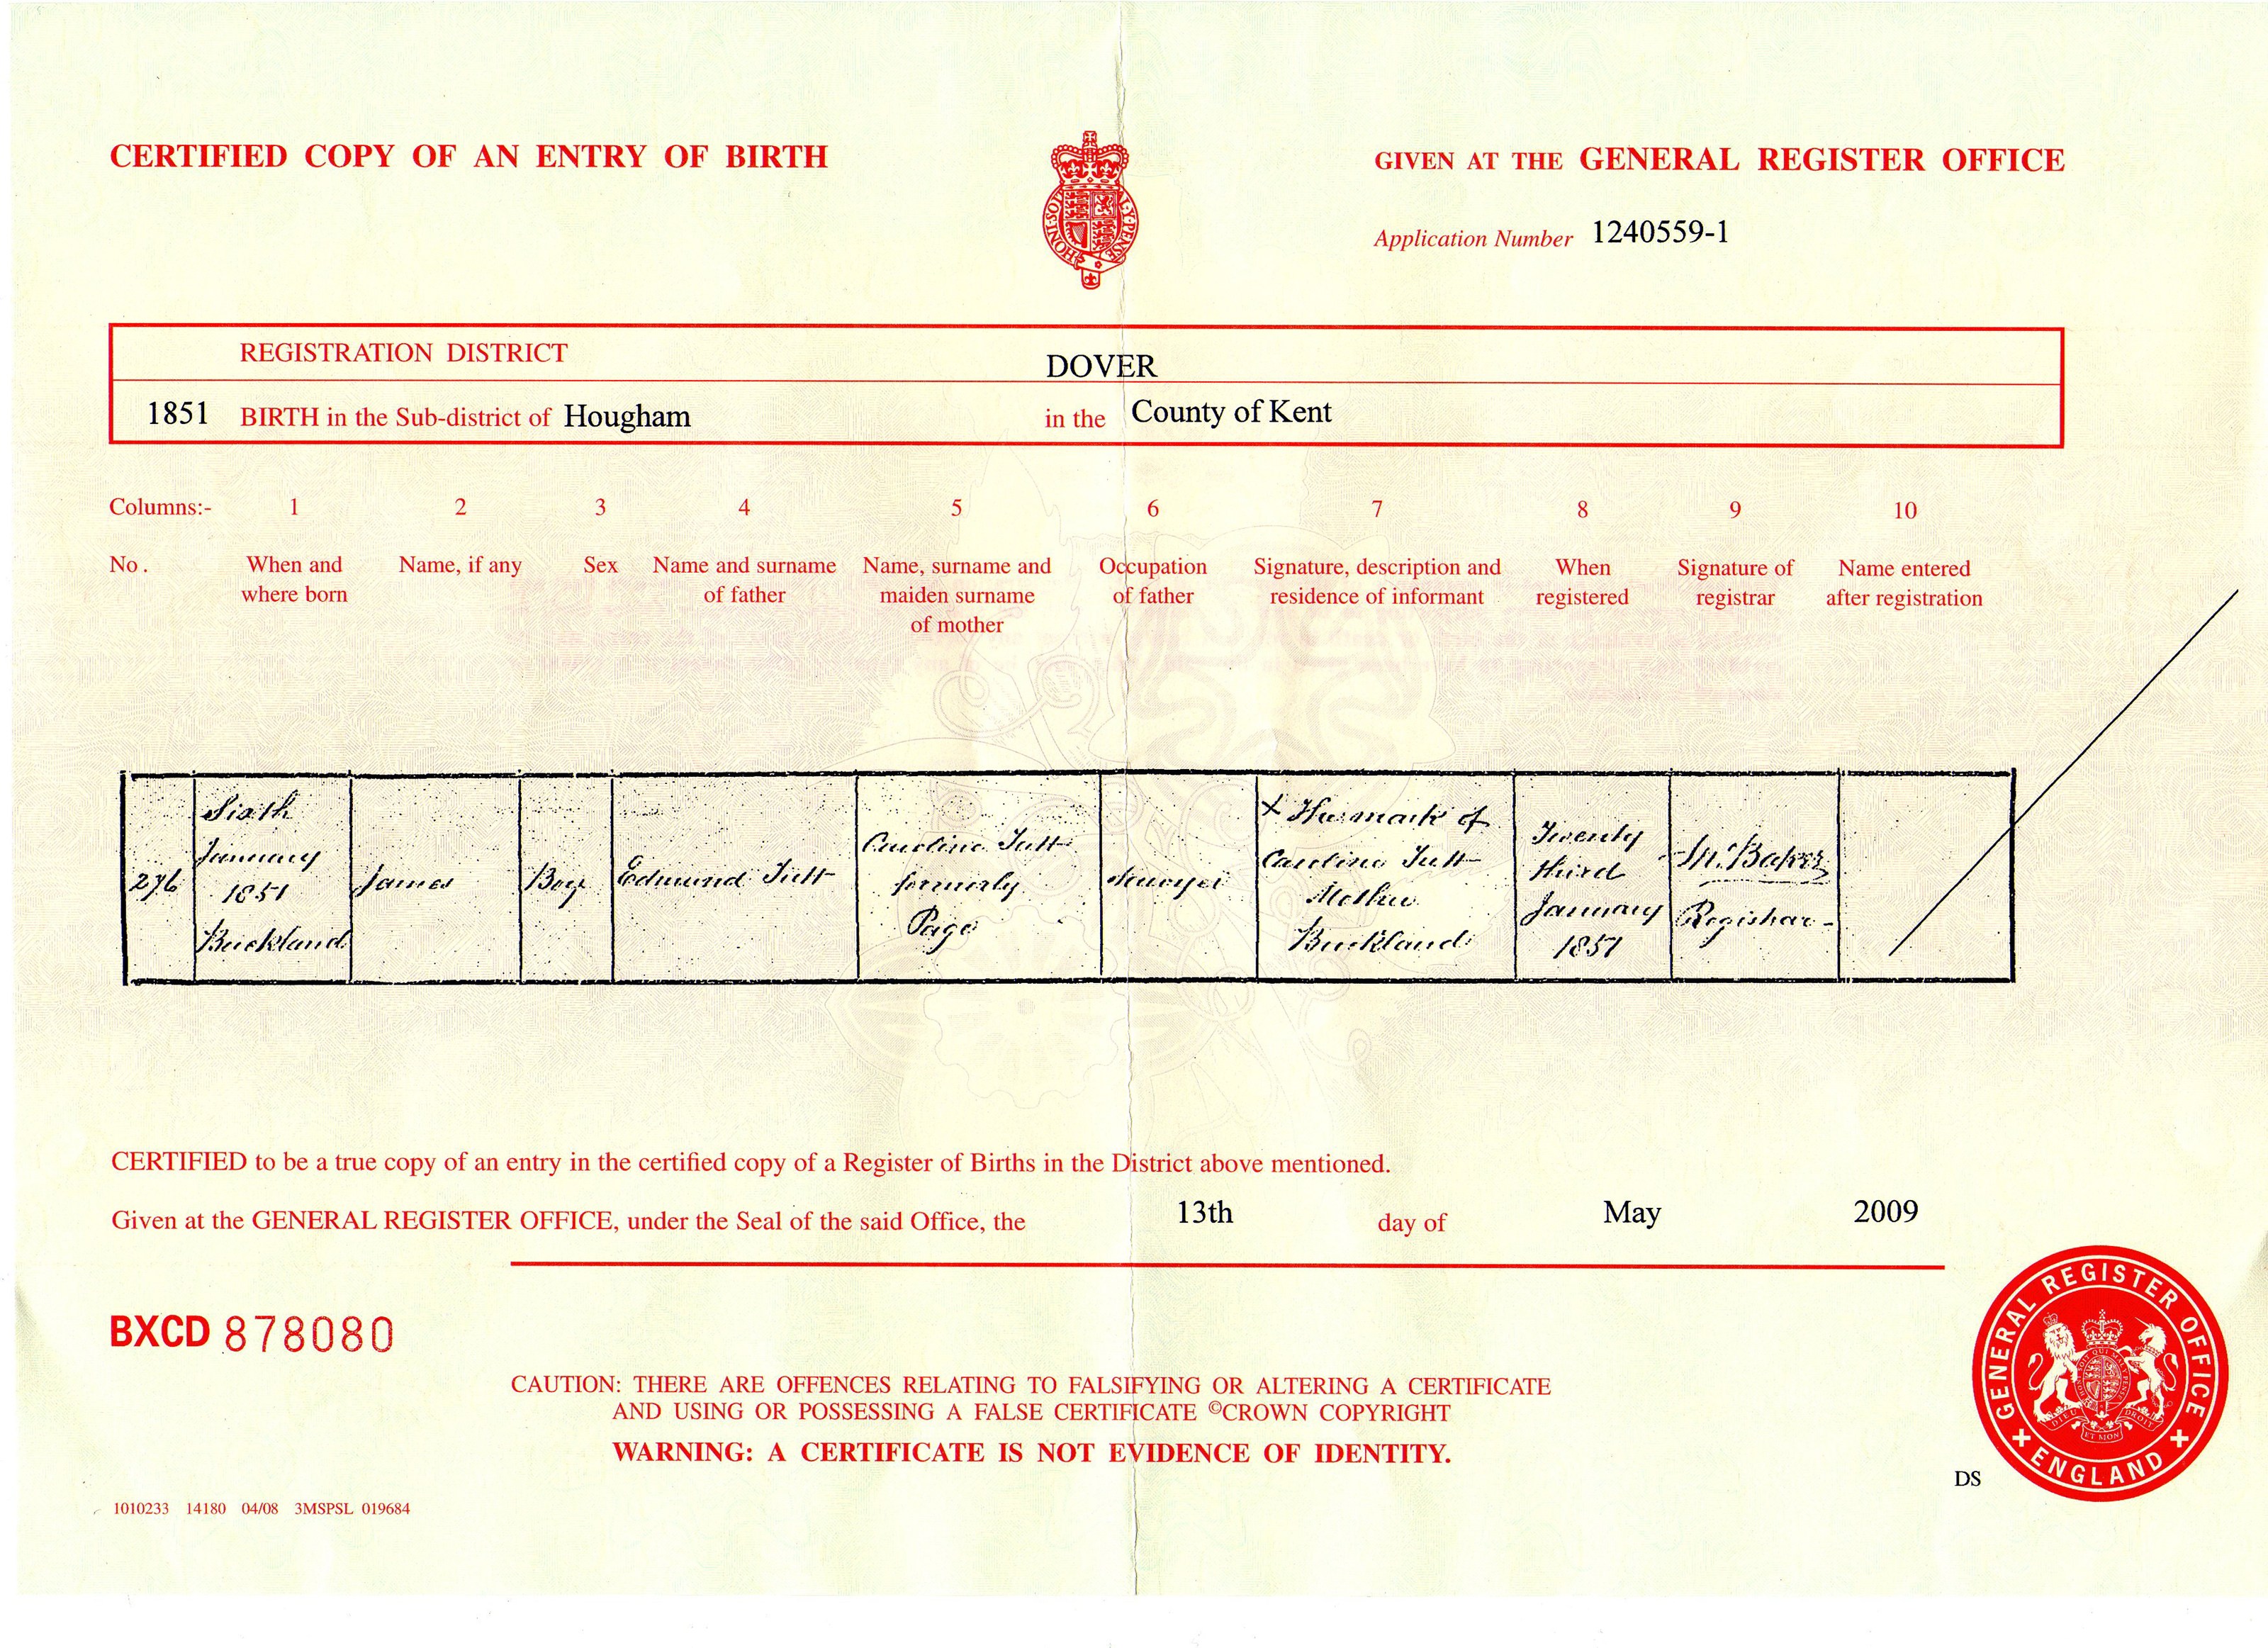 CERTIFIED COPY OF AN ENTRY OF BIRTH
GIVEN AT THE GENERAL REGISTER OFFICE
HONI·SOIT
AL·Y·PENSE
Application Number 1240559-1
REGISTRATION DISTRICT DOVER
1851 BIRTH in the Sub-district of Hougham in the County of Kent
Columns:- 1 2 3 4 5 6 7 8 9 10
No. When and where born
Name, if any
Sex
Name and surname of father
Name, surname and maiden surname of mother
Occupation of father
Signature, description and residence of informant
When registered
Signature of registrar
Name entered after registration
276
Sixth
January
1851
Buckland
James
Boy
Edmund Tutt
Caroline Tutt
formerly
Page
Sawyer
X The mark of
Caroline Tutt
Mother
Buckland
Twenty
third
January
1851
M. Baker
Registrar
CERTIFIED to be a true copy of an entry in the certified copy of a Register of Births in the District above mentioned.
Given at the GENERAL REGISTER OFFICE, under the Seal of the said Office, the 13th day of May 2009
BXCD 878080
CAUTION: THERE ARE OFFENCES RELATING TO FALSIFYING OR ALTERING A CERTIFICATE
AND USING OR POSSESSING A FALSE CERTIFICATE ©CROWN COPYRIGHT
WARNING: A CERTIFICATE IS NOT EVIDENCE OF IDENTITY.
GENERAL REGISTER OFFICE
ENGLAND
DIEU ET MON DROIT
DS
1010233 14180 04/08 3MSPSL 019684